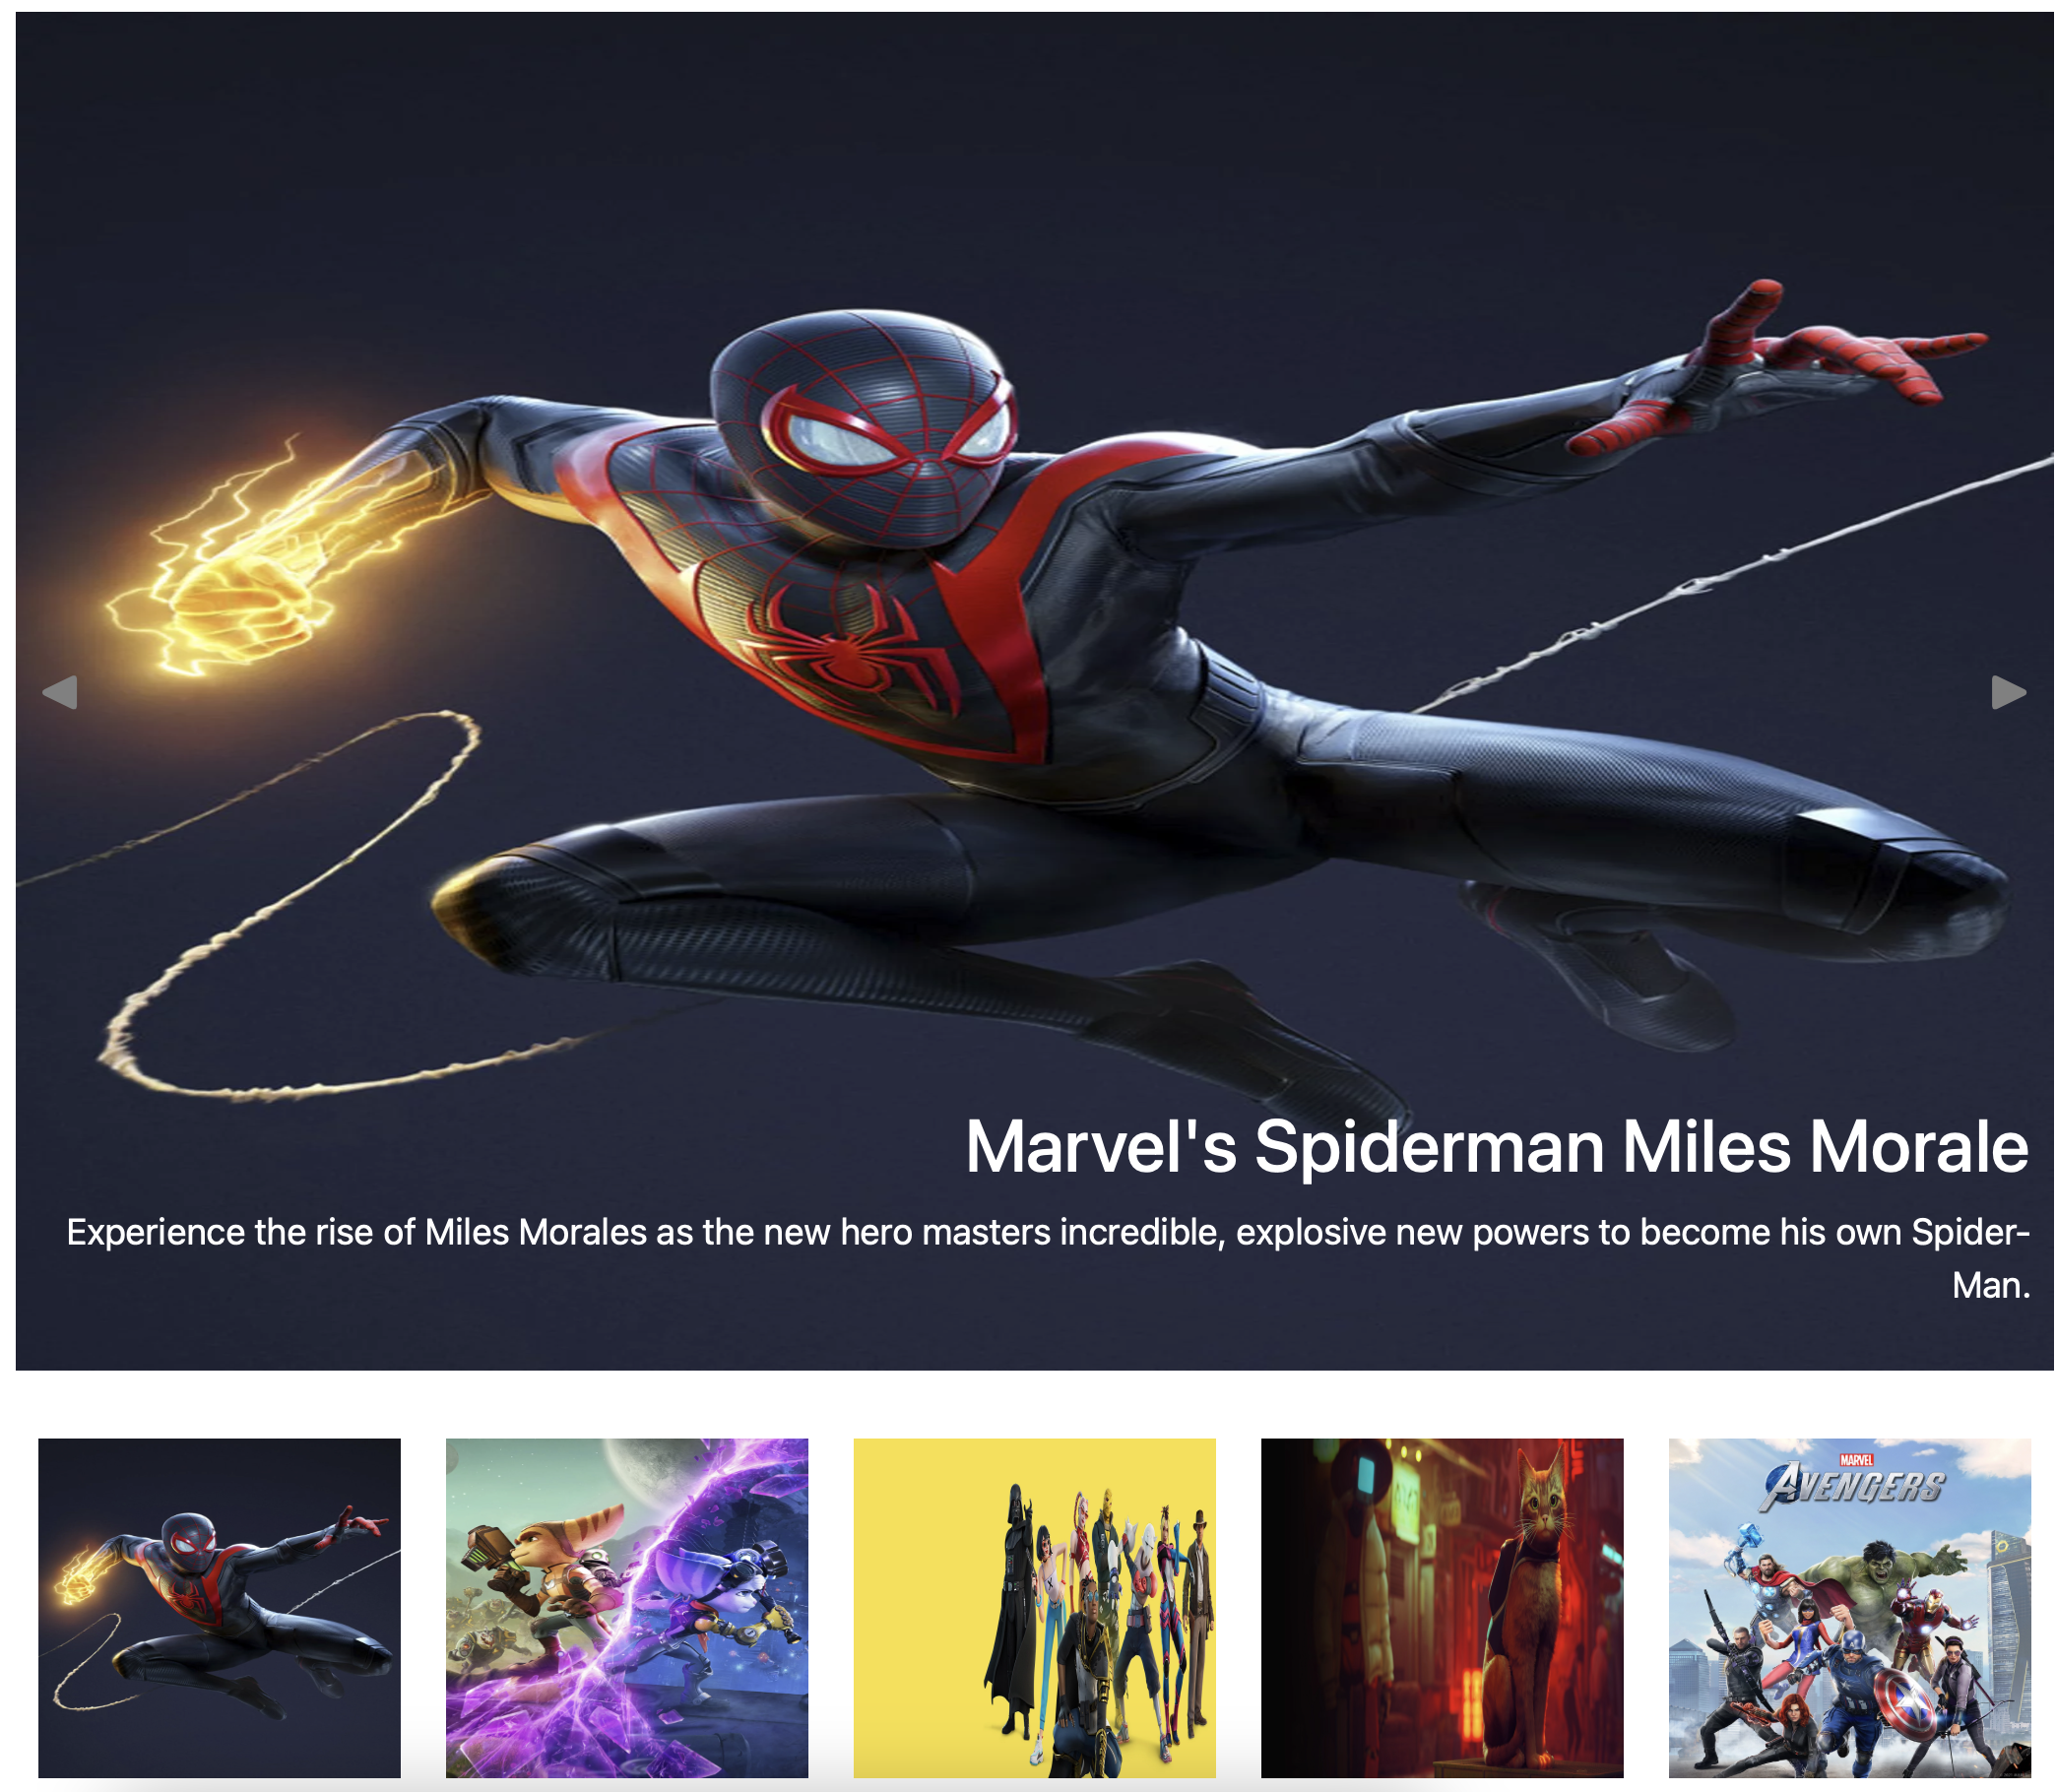 Marvel's Spiderman Miles Morale
Experience the rise of Miles Morales as the new hero masters incredible, explosive new powers to become his own Spider-
Man.
MARVEL
AVENGERS